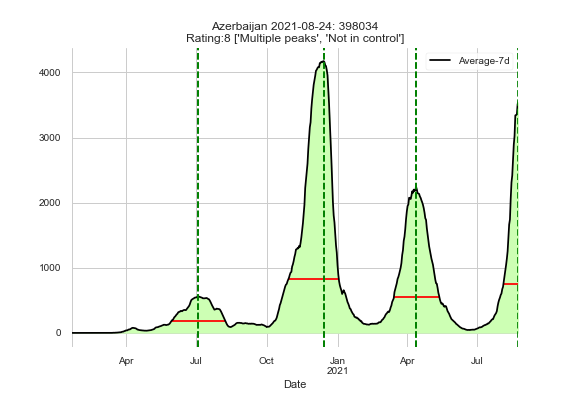 Azerbaijan 2021-08-24: 398034
Rating:8 ['Multiple peaks', 'Not in control']
Average-7d
4000
3000
2000
1000
0
Apr Jul Oct Jan Apr Jul
2021
Date